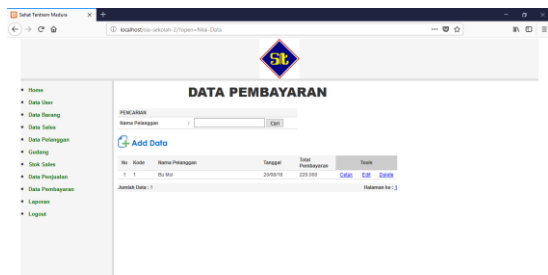 Sehat Tentrem Madura
localhost/sia-sekolah-2/?open=Nilai-Data
St
Home
Data User
Data Barang
Data Sales
Data Pelanggan
Gudang
Stok Sales
Data Penjualan
Data Pembayaran
Laporan
Logout
DATA PEMBAYARAN
PENCARIAN
Nama Pelanggan : Cari
Add Data
No Kode Nama Pelanggan Tanggal Total Pembayaran Tools
1 1 Bu Mul 20/08/18 220.000 Detail Edit Delete
Jumlah Data : 1 Halaman ke : 1